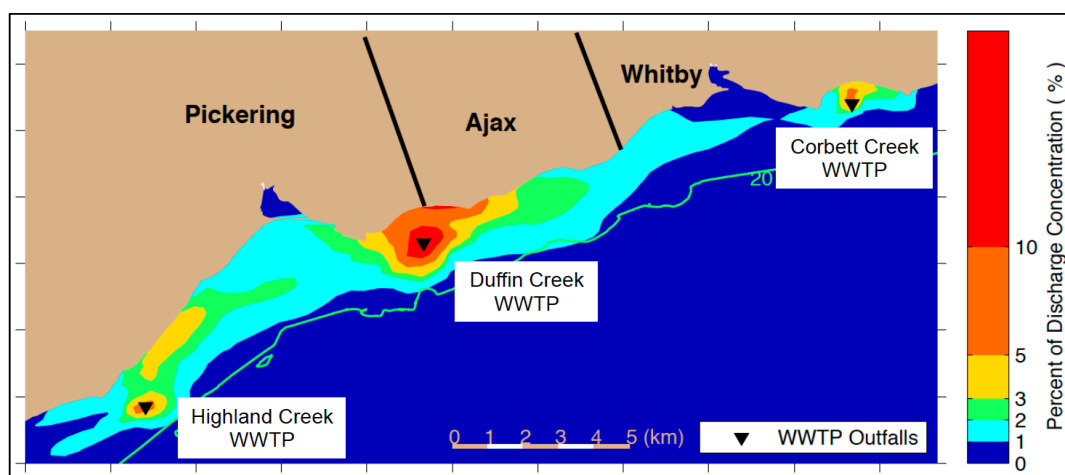 Pickering
Ajax
Whitby
Corbett Creek
WWTP
20
Duffin Creek
WWTP
Highland Creek
WWTP
0 1 2 3 4 5 (km)
WWTP Outfalls
10
5
3
2
1
0
Percent of Discharge Concentration ( % )